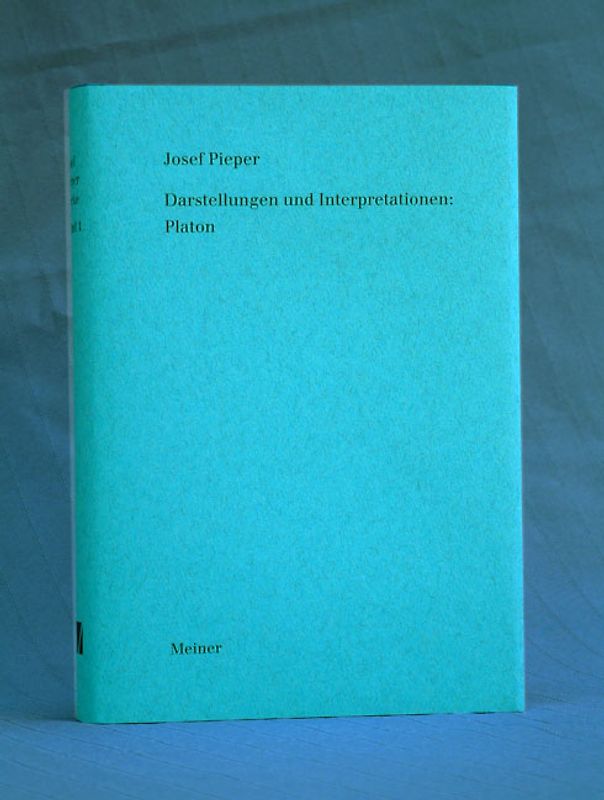 Josef Pieper
Darstellungen und Interpretationen:
Platon
Meiner